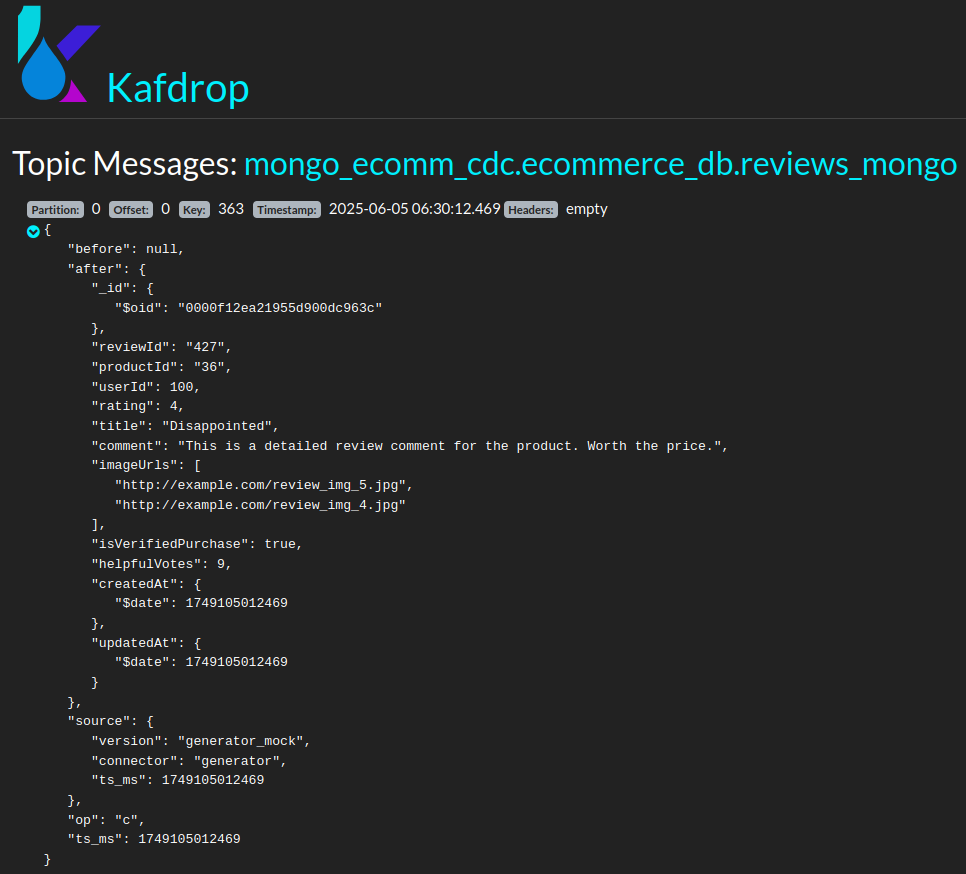 Kafdrop
Topic Messages: mongo_ecomm_cdc.ecommerce_db.reviews_mongo
Partition: 0 Offset: 0 Key: 363 Timestamp: 2025-06-05 06:30:12.469 Headers: empty
{
"before": null,
"after": {
"_id": {
"$oid": "0000f12ea21955d900dc963c"
},
"reviewId": "427",
"productId": "36",
"userId": 100,
"rating": 4,
"title": "Disappointed",
"comment": "This is a detailed review comment for the product. Worth the price.",
"imageUrls": [
"http://example.com/review_img_5.jpg",
"http://example.com/review_img_4.jpg"
],
"isVerifiedPurchase": true,
"helpfulVotes": 9,
"createdAt": {
"$date": 1749105012469
},
"updatedAt": {
"$date": 1749105012469
}
},
"source": {
"version": "generator_mock",
"connector": "generator",
"ts_ms": 1749105012469
},
"op": "c",
"ts_ms": 1749105012469
}